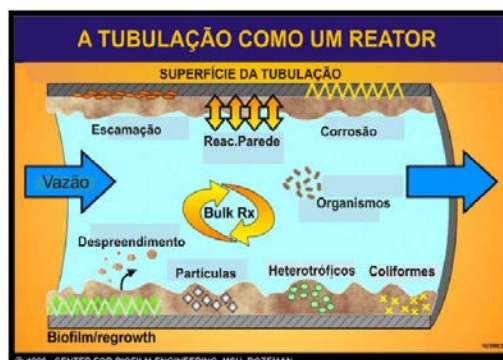 A TUBULAÇÃO COMO UM REATOR
SUPERFÍCIE DA TUBULAÇÃO
Escamação
Reac.Parede
Corrosão
Vazão
Bulk Rx
Organismos
Despreendimento
Partículas
Heterotróficos
Coliformes
Biofilm/regrowth
CENTER FOR BIOFILM ENGINEERING, MSU, BOZEMAN